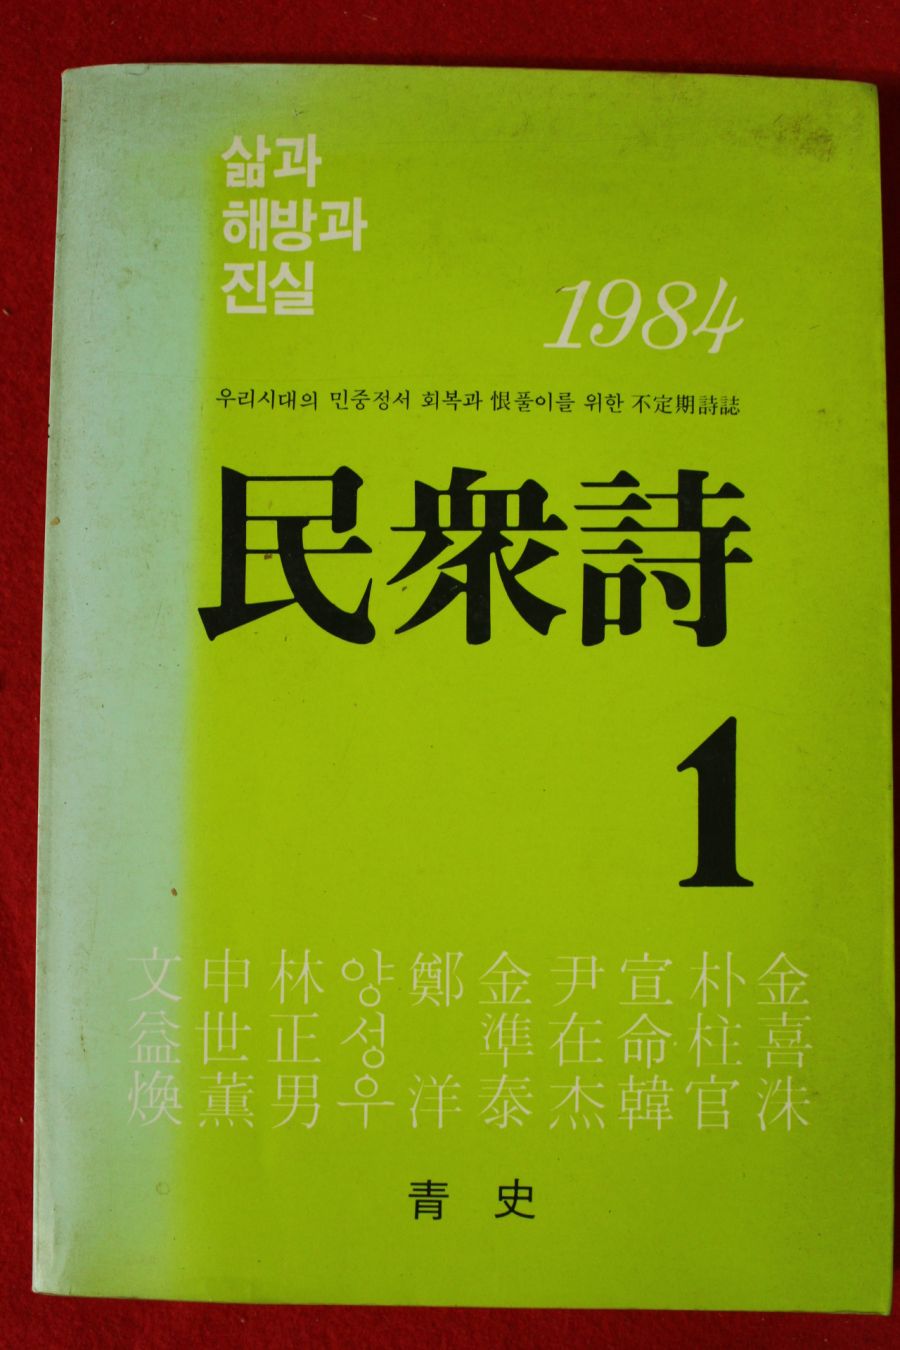 삶과
해방과
진실
1984
우리시대의 민중정서 회복과 恨풀이를 위한 不定期詩誌
民衆詩
1
文益煥
申世薫
林正男
양성우
鄭洋
金準泰
尹在杰
宣命韓
朴柱官
金喜洙
青史